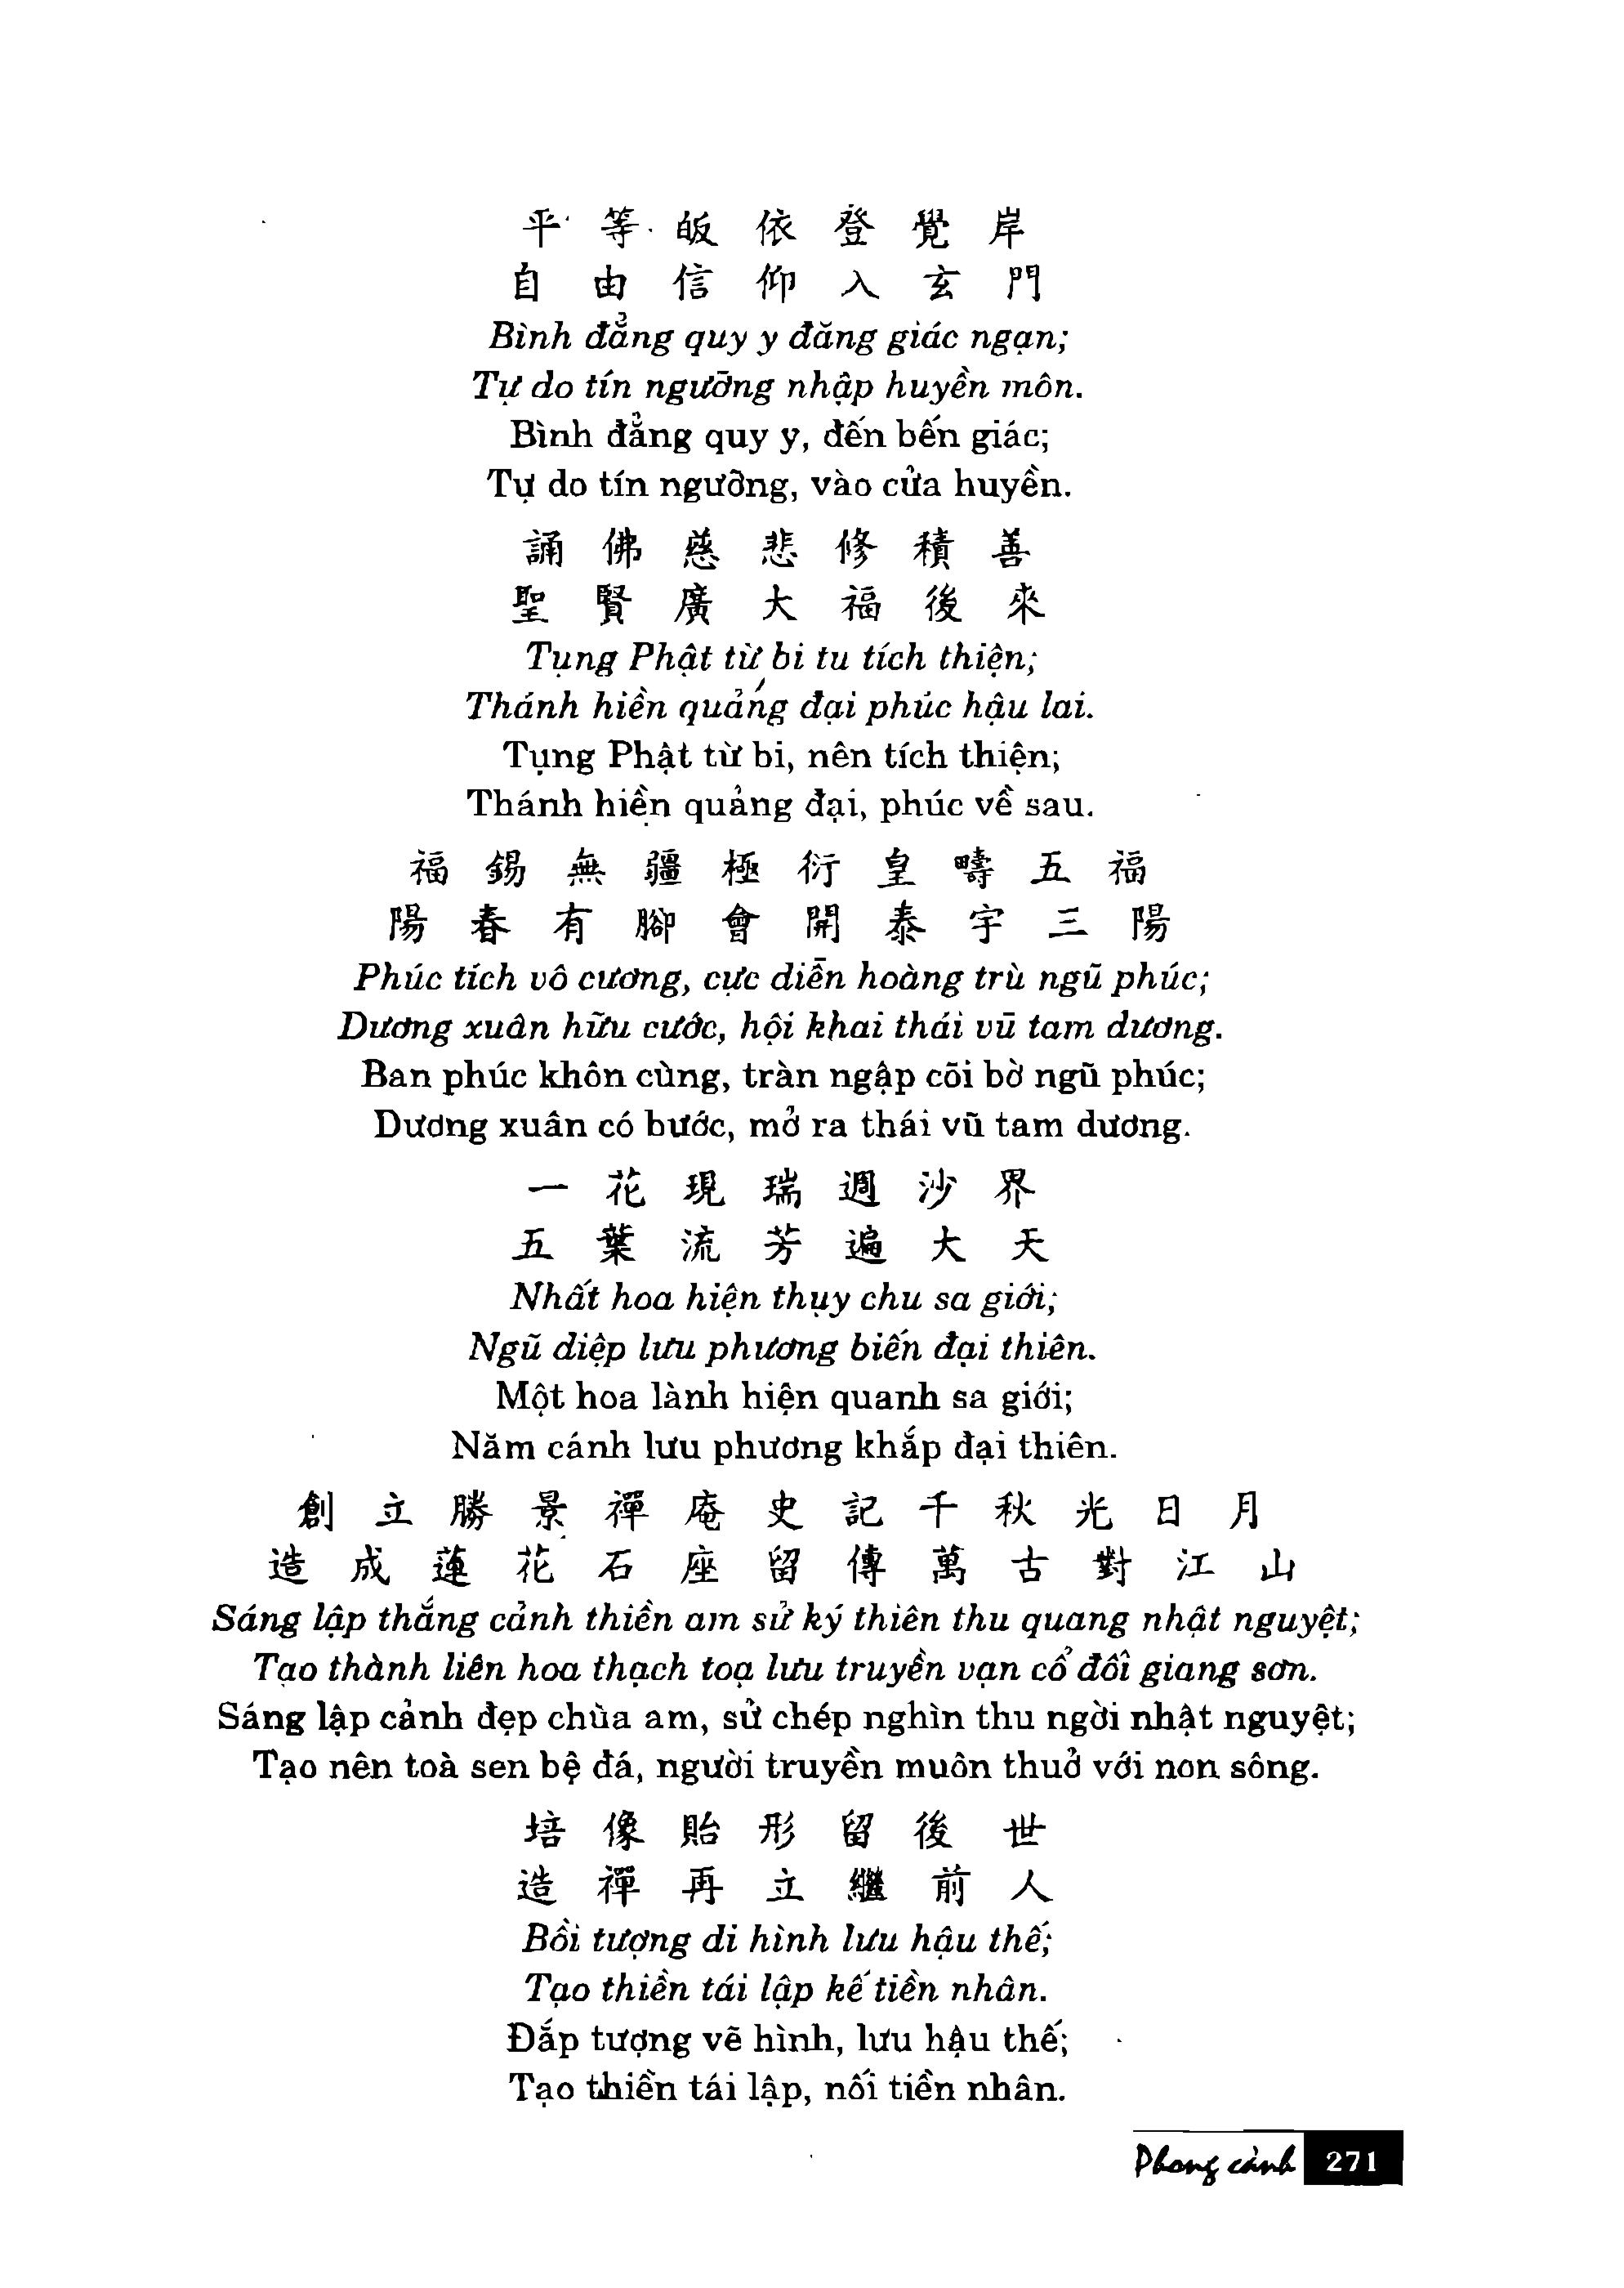 平等皈依登覺岸
自由信仰入玄門
Bình đẳng quy y đăng giác ngạn;
Tự do tín ngưỡng nhập huyền môn.
Bình đẳng quy y, đến bến giác;
Tự do tín ngưỡng, vào cửa huyền.
誦佛慈悲修積善
聖賢廣大福後來
Tụng Phật từ bi tu tích thiện;
Thánh hiền quảng đại phúc hậu lai.
Tụng Phật từ bi, nên tích thiện;
Thánh hiền quảng đại, phúc về sau.
福錫無疆極衍皇疇五福
陽春有腳會開泰宇三陽
Phúc tích vô cương, cực diễn hoàng trù ngũ phúc;
Dương xuân hữu cước, hội khai thái vũ tam dương.
Ban phúc khôn cùng, tràn ngập cõi bờ ngũ phúc;
Dương xuân có bước, mở ra thái vũ tam dương.
一花現瑞週沙界
五葉流芳遍大天
Nhất hoa hiện thụy chu sa giới;
Ngũ diệp lưu phương biến đại thiên.
Một hoa lành hiện quanh sa giới;
Năm cánh lưu phương khắp đại thiên.
創立勝景禪庵史記千秋光日月
造成蓮花石座留傳萬古對江山
Sáng lập thắng cảnh thiền am sử ký thiên thu quang nhật nguyệt;
Tạo thành liên hoa thạch toạ lưu truyền vạn cổ đối giang sơn.
Sáng lập cảnh đẹp chùa am, sử chép nghìn thu ngời nhật nguyệt;
Tạo nên toà sen bệ đá, người truyền muôn thuở với non sông.
培像貽形留後世
造禪再立繼前人
Bồi tượng di hình lưu hậu thế;
Tạo thiền tái lập kế tiền nhân.
Đắp tượng vẽ hình, lưu hậu thế;
Tạo thiền tái lập, nối tiền nhân.
Phong cảnh 271